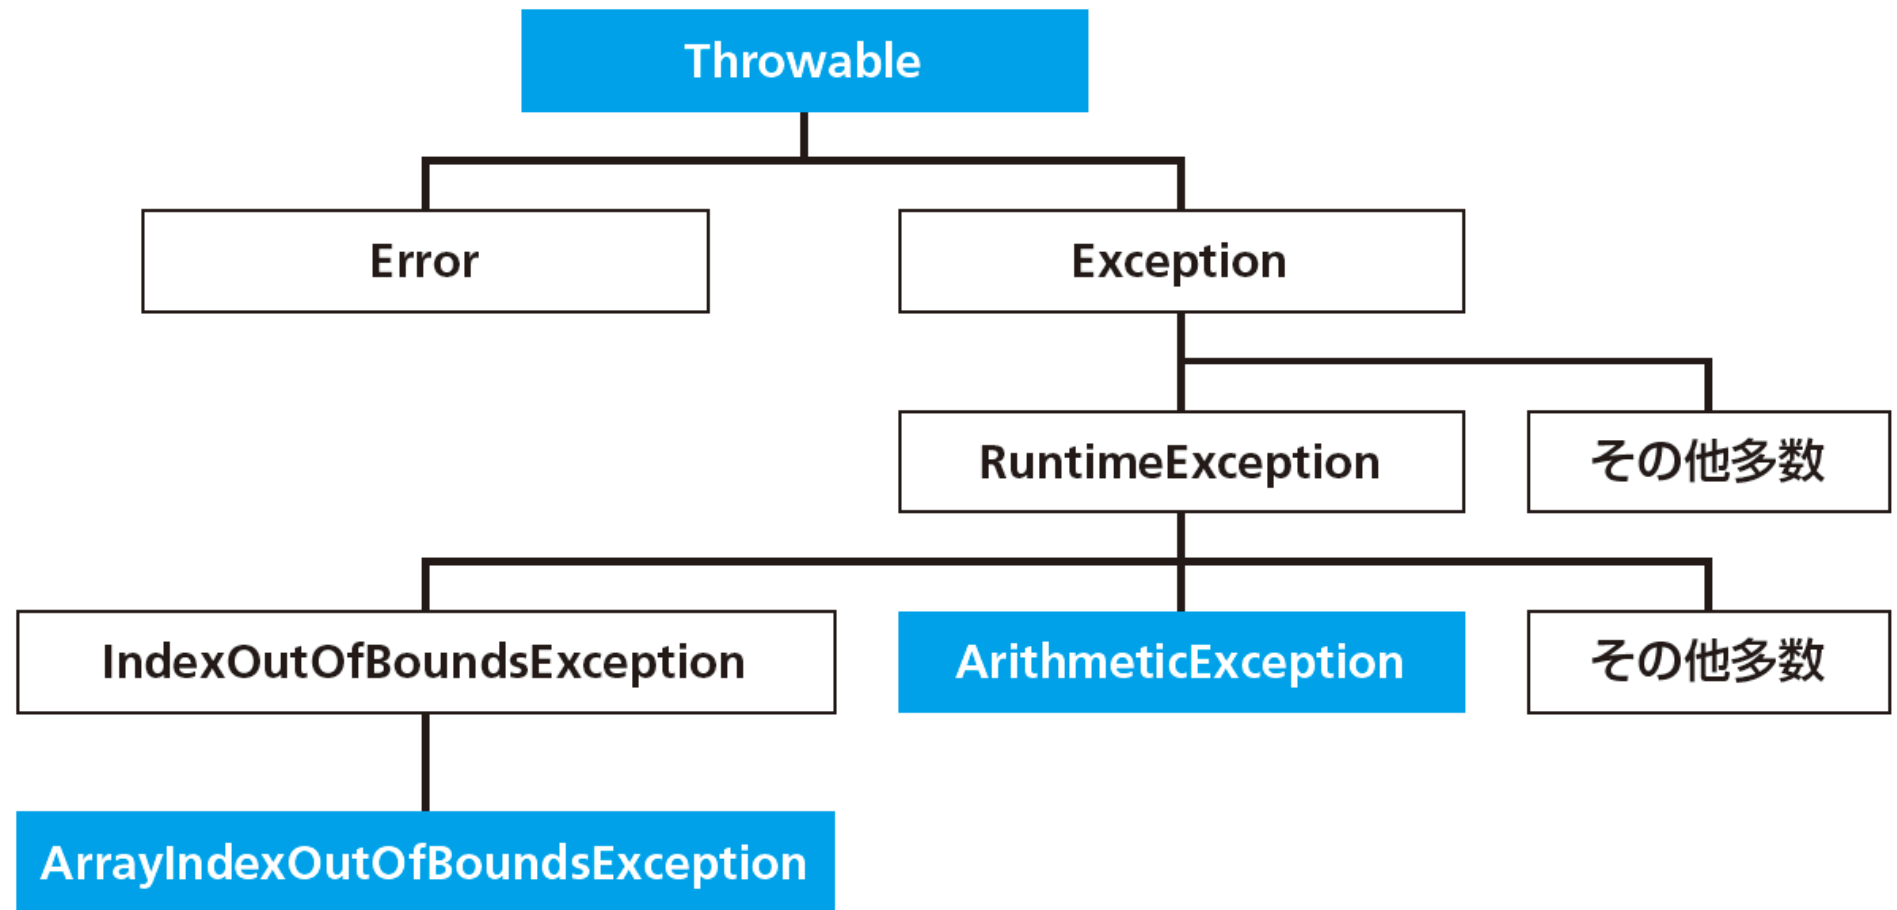 Throwable
Error
Exception
RuntimeException
その他多数
IndexOutOfBoundsException
ArithmeticException
その他多数
ArrayIndexOutOfBoundsException